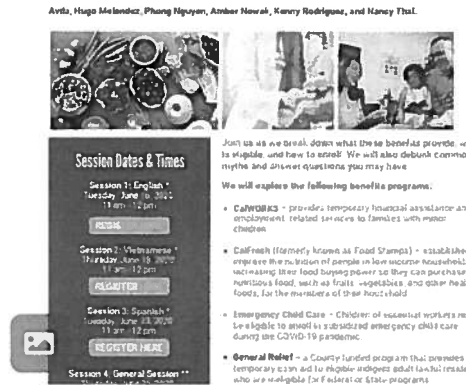 Avila, Hugo Melendez, Phung Nguyen, Amber Nowak, Kenny Rodriguez, and Nancy Thai.
Session Dates & Times
Session 1: English *
Tuesday, June 16, 2020
11 am - 12 pm
Session 2: Vietnamese *
Thursday, June 18, 2020
11 am - 12 pm
REGISTER
Session 3: Spanish *
Tuesday, June 23, 2020
11 am - 12 pm
REGISTER HERE
Session 4: General Session **
Join us as we break down what these benefits provide,
is eligible, and how to enroll. We will also debunk
myths and answer questions you may have.
We will explore the following benefits programs:
• CalWORKS - provides temporary financial assistance
employment related services to families with minor
children
• CalFresh (formerly known as Food Stamps) -
improve the nutrition of people in low income
increasing their food buying power so they can purchase
nutritious food, such as fruits, vegetables, and other
foods, for the members of their household
• Emergency Child Care - Children of essential workers
be eligible to enroll in subsidized emergency child care
during the COVID-19 pandemic
• General Relief - a County funded program that provides
temporary cash aid to eligible indigent adult lawful
who are ineligible for Federal or State programs